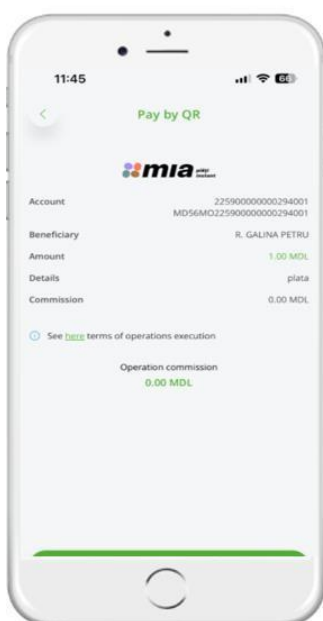 11:45
66
Pay by QR
mia plăți
instant
Account 225900000000294001
MD56MO225900000000294001
Beneficiary R. GALINA PETRU
Amount 1.00 MDL
Details plata
Commission 0.00 MDL
See here terms of operations execution
Operation commission
0.00 MDL